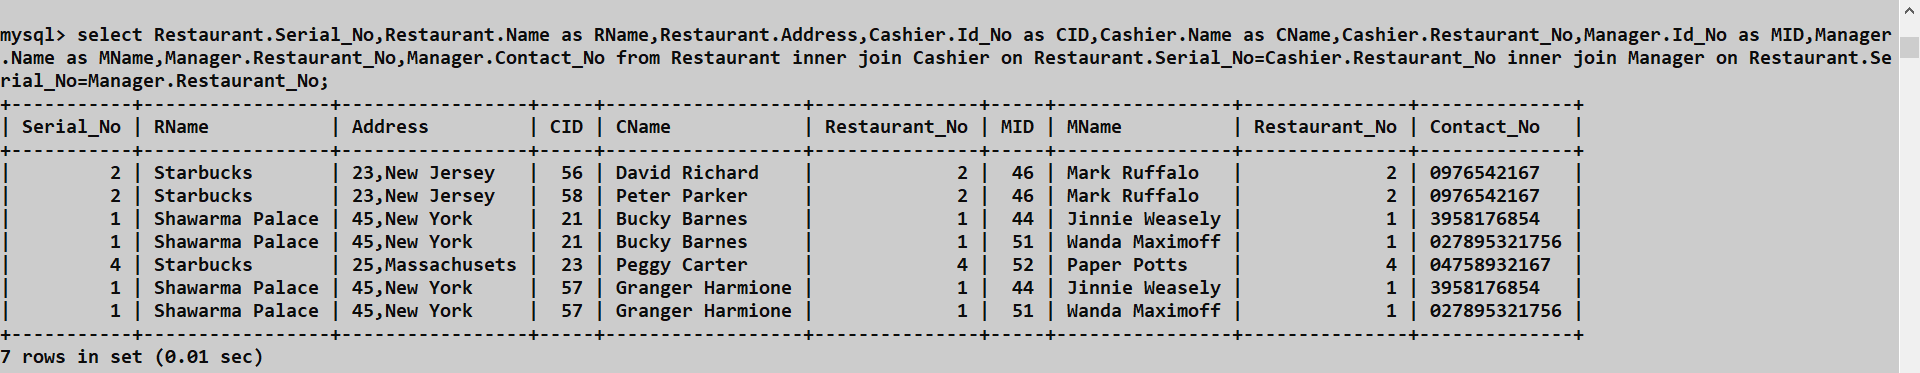 mysql> select Restaurant.Serial_No,Restaurant.Name as RName,Restaurant.Address,Cashier.Id_No as CID,Cashier.Name as CName,Cashier.Restaurant_No,Manager.Id_No as MID,Manager
.Name as MName,Manager.Restaurant_No,Manager.Contact_No from Restaurant inner join Cashier on Restaurant.Serial_No=Cashier.Restaurant_No inner join Manager on Restaurant.Se
rial_No=Manager.Restaurant_No;
+-----------+----------------+-----------------+-----+------------------+---------------+-----+---------------+---------------+--------------+
| Serial_No | RName          | Address         | CID | CName            | Restaurant_No | MID | MName          | Restaurant_No | Contact_No   |
+-----------+----------------+-----------------+-----+------------------+---------------+-----+---------------+---------------+--------------+
|         2 | Starbucks      | 23,New Jersey   |  56 | David Richard    |             2 |  46 | Mark Ruffalo   |             2 | 0976542167   |
|         2 | Starbucks      | 23,New Jersey   |  58 | Peter Parker     |             2 |  46 | Mark Ruffalo   |             2 | 0976542167   |
|         1 | Shawarma Palace | 45,New York     |  21 | Bucky Barnes     |             1 |  44 | Jinnie Weasely |             1 | 3958176854   |
|         1 | Shawarma Palace | 45,New York     |  21 | Bucky Barnes     |             1 |  51 | Wanda Maximoff |             1 | 027895321756 |
|         4 | Starbucks      | 25,Massachusets |  23 | Peggy Carter     |             4 |  52 | Paper Potts    |             4 | 04758932167  |
|         1 | Shawarma Palace | 45,New York     |  57 | Granger Harmione |             1 |  44 | Jinnie Weasely |             1 | 3958176854   |
|         1 | Shawarma Palace | 45,New York     |  57 | Granger Harmione |             1 |  51 | Wanda Maximoff |             1 | 027895321756 |
+-----------+----------------+-----------------+-----+------------------+---------------+-----+---------------+---------------+--------------+
7 rows in set (0.01 sec)